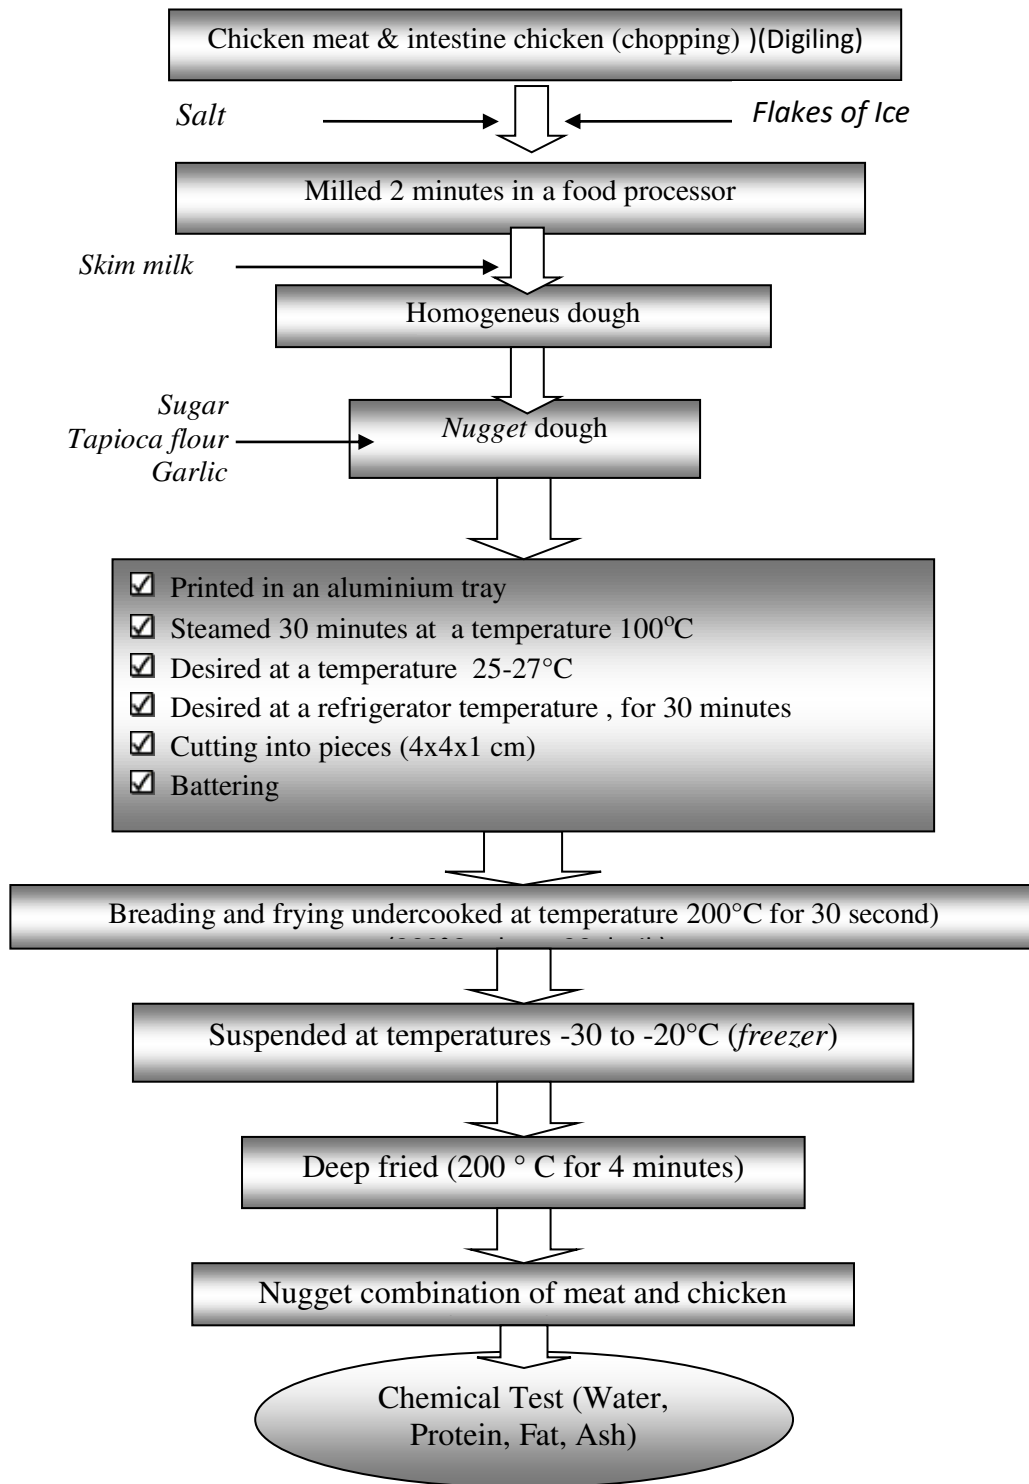 Chicken meat & intestine chicken (chopping) )(Digiling)
Salt
Flakes of Ice
Milled 2 minutes in a food processor
Skim milk
Homogeneus dough
Sugar
Tapioca flour
Garlic
Nugget dough
Printed in an aluminium tray
Steamed 30 minutes at a temperature 100°C
Desired at a temperature 25-27°C
Desired at a refrigerator temperature , for 30 minutes
Cutting into pieces (4x4x1 cm)
Battering
Breading and frying undercooked at temperature 200°C for 30 second)
Suspended at temperatures -30 to -20°C (freezer)
Deep fried (200 ° C for 4 minutes)
Nugget combination of meat and chicken
Chemical Test (Water,
Protein, Fat, Ash)